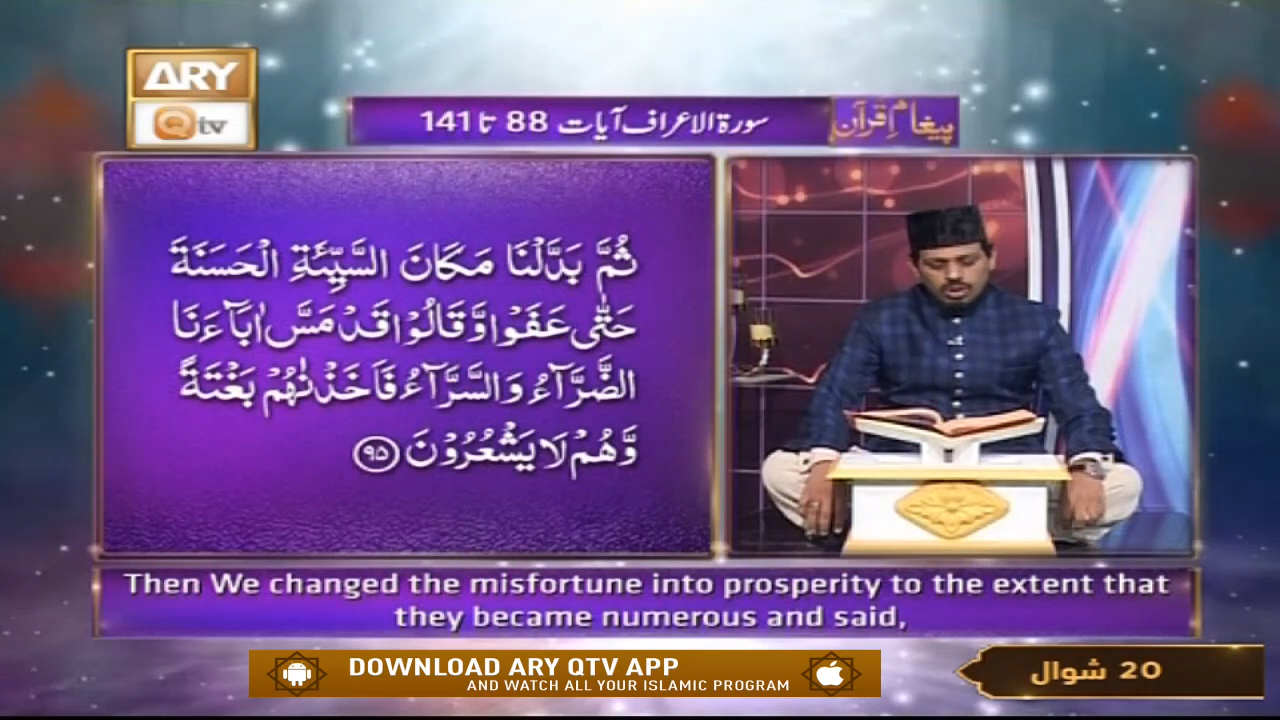 ARY
Qtv
سورۃ الاعراف آیات 88 تا 141
پیغامِ قرآن
ثُمَّ بَدَّلۡنَا مَكَانَ السَّيِّئَةِ الۡحَسَنَةَ
حَتّٰى عَفَوۡا وَّقَالُوۡا قَدۡ مَسَّ اٰبَآءَنَا
الضَّرَّآءُ وَالسَّرَّآءُ فَاَخَذۡنٰهُمۡ بَغۡتَةً
وَّهُمۡ لَا يَشۡعُرُوۡنَ ۹۵
Then We changed the misfortune into prosperity to the extent that
they became numerous and said,
DOWNLOAD ARY QTV APP
AND WATCH ALL YOUR ISLAMIC PROGRAM
20 شوال